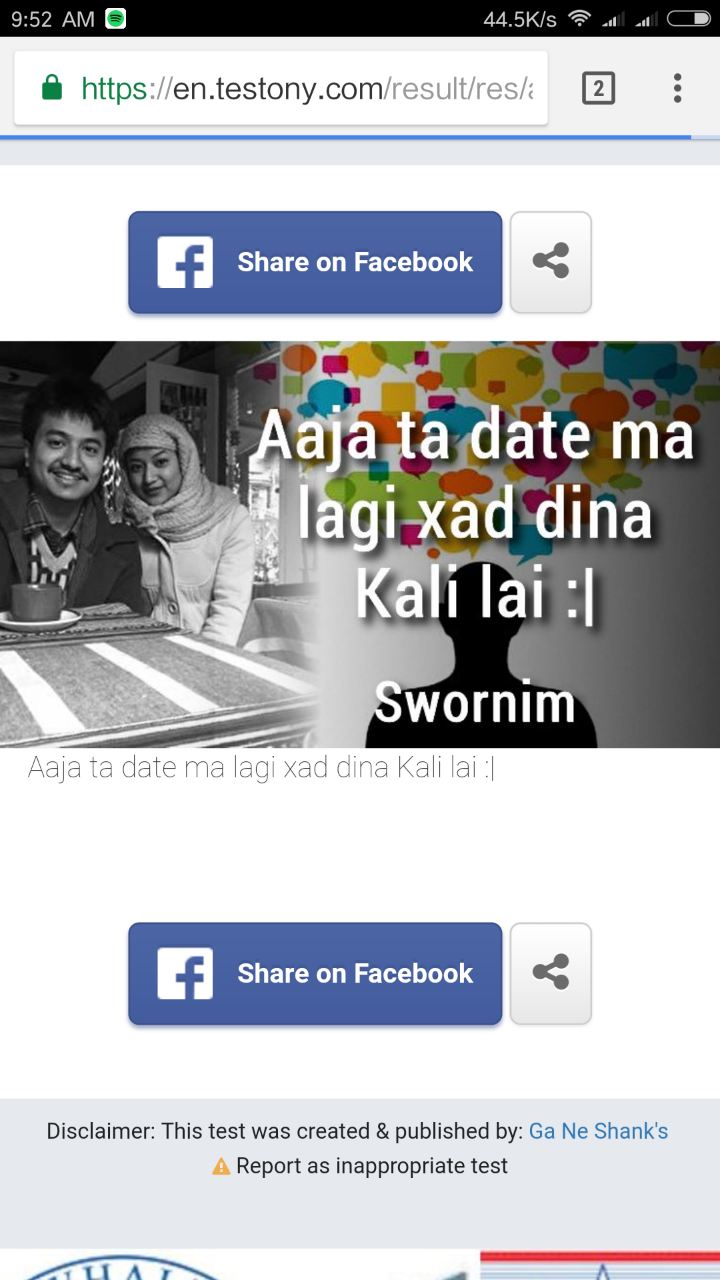 9:52 AM 44.5K/s
https://en.testony.com/result/res/
2
Share on Facebook
Aaja ta date ma
lagi xad dina
Kali lai :|
Swornim
Aaja ta date ma lagi xad dina Kali lai :|
Share on Facebook
Disclaimer: This test was created & published by: Ga Ne Shank's
Report as inappropriate test